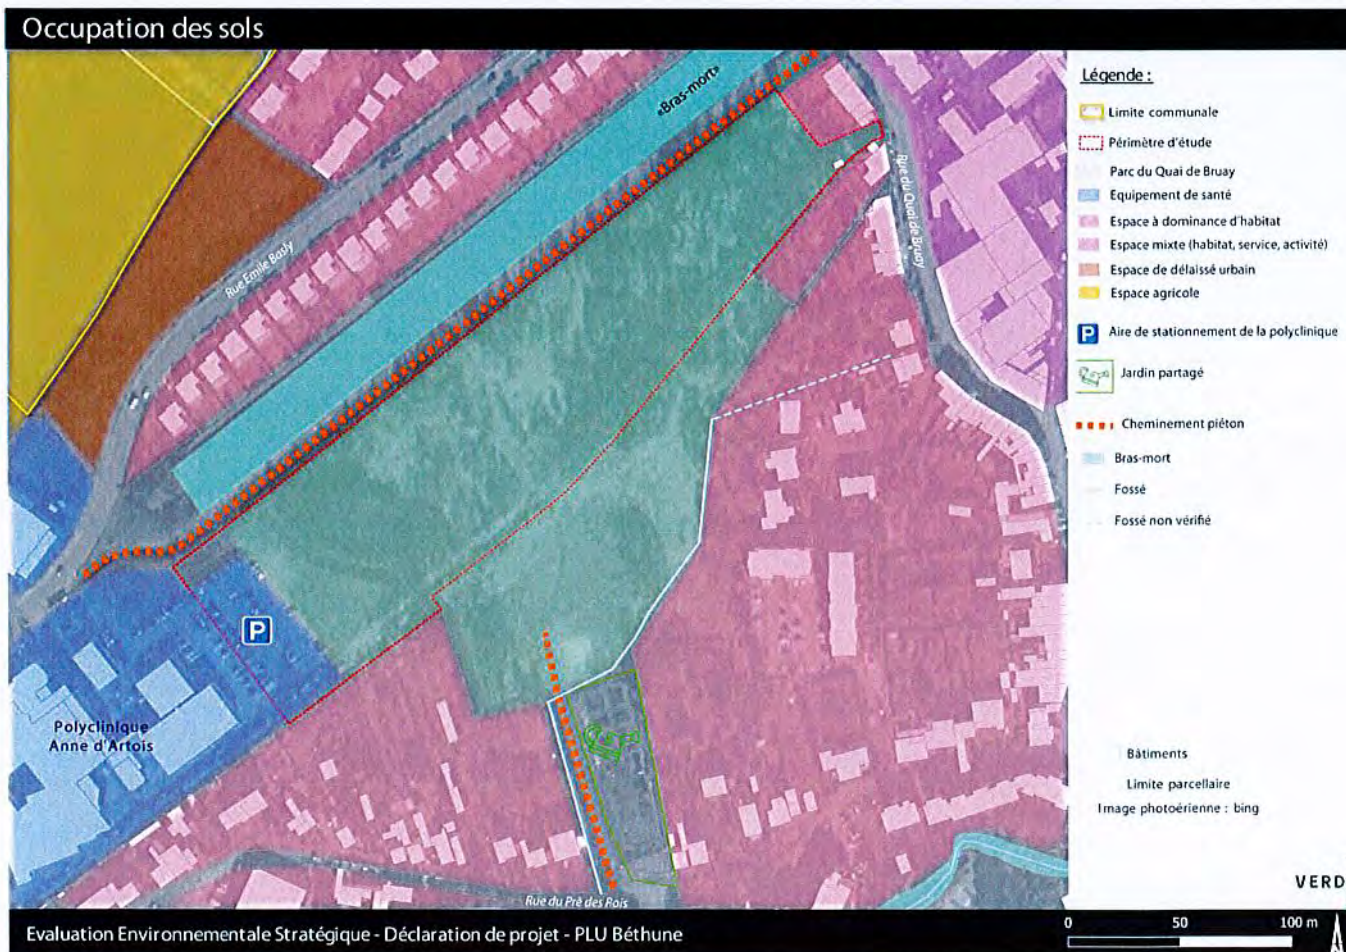 Occupation des sols
«Bras-mort»
Rue Emile Basly
Rue du Quai de Bruay
P
Polyclinique
Anne d'Artois
Rue du Pré des Rois
Légende :
Limite communale
Périmètre d'étude
Parc du Quai de Bruay
Equipement de santé
Espace à dominance d'habitat
Espace mixte (habitat, service, activité)
Espace de délaissé urbain
Espace agricole
P Aire de stationnement de la polyclinique
Jardin partagé
Cheminement piéton
Bras-mort
Fossé
Fossé non vérifié
Bâtiments
Limite parcellaire
Image photoérienne : bing
VERD
Evaluation Environnementale Stratégique - Déclaration de projet - PLU Béthune
0 50 100 m